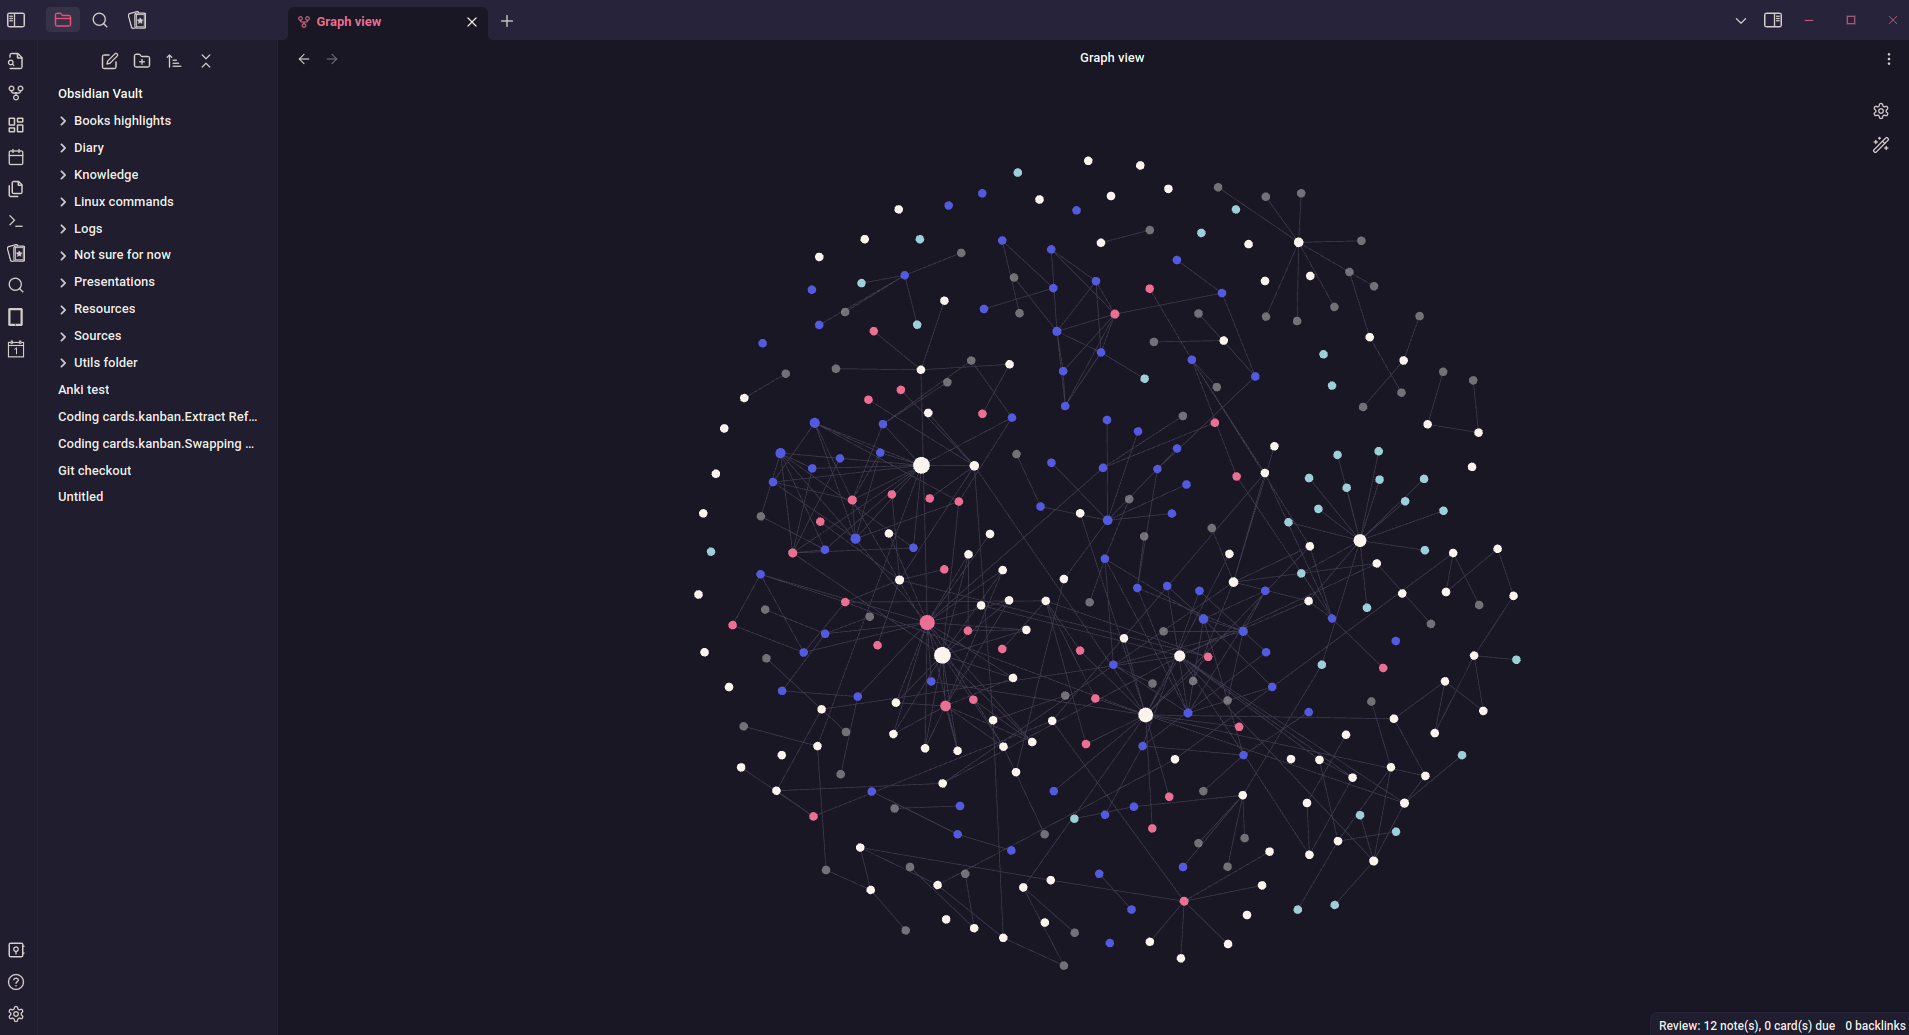 Graph view
Graph view
Obsidian Vault
Books highlights
Diary
Knowledge
Linux commands
Logs
Not sure for now
Presentations
Resources
Sources
Utils folder
Anki test
Coding cards.kanban.Extract Ref...
Coding cards.kanban.Swapping ...
Git checkout
Untitled
1
Review: 12 note(s), 0 card(s) due 0 backlinks